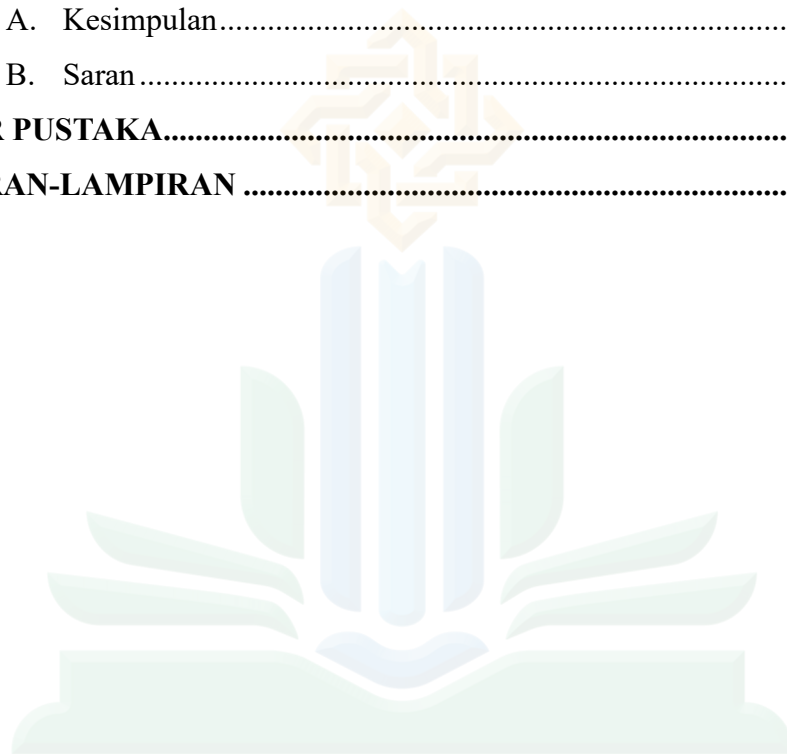 A. Kesimpulan...............................................................................
B. Saran.........................................................................................
R PUSTAKA..............................................................................
RAN-LAMPIRAN ....................................................................